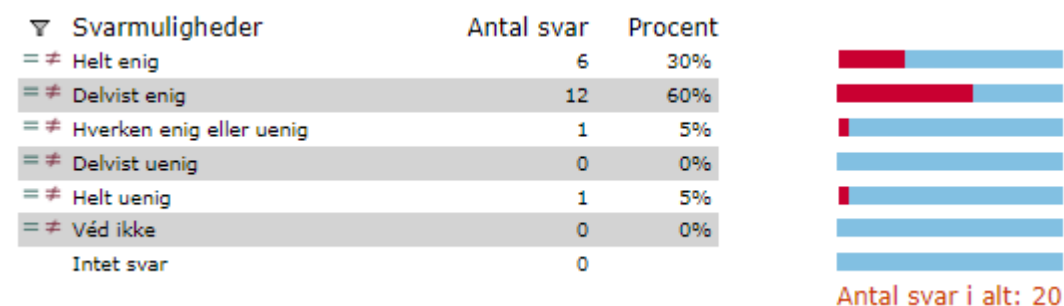 Svarmuligheder Antal svar Procent
= ≠ Helt enig 6 30%
= ≠ Delvist enig 12 60%
= ≠ Hverken enig eller uenig 1 5%
= ≠ Delvist uenig 0 0%
= ≠ Helt uenig 1 5%
= ≠ Véd ikke 0 0%
Intet svar 0
Antal svar i alt: 20